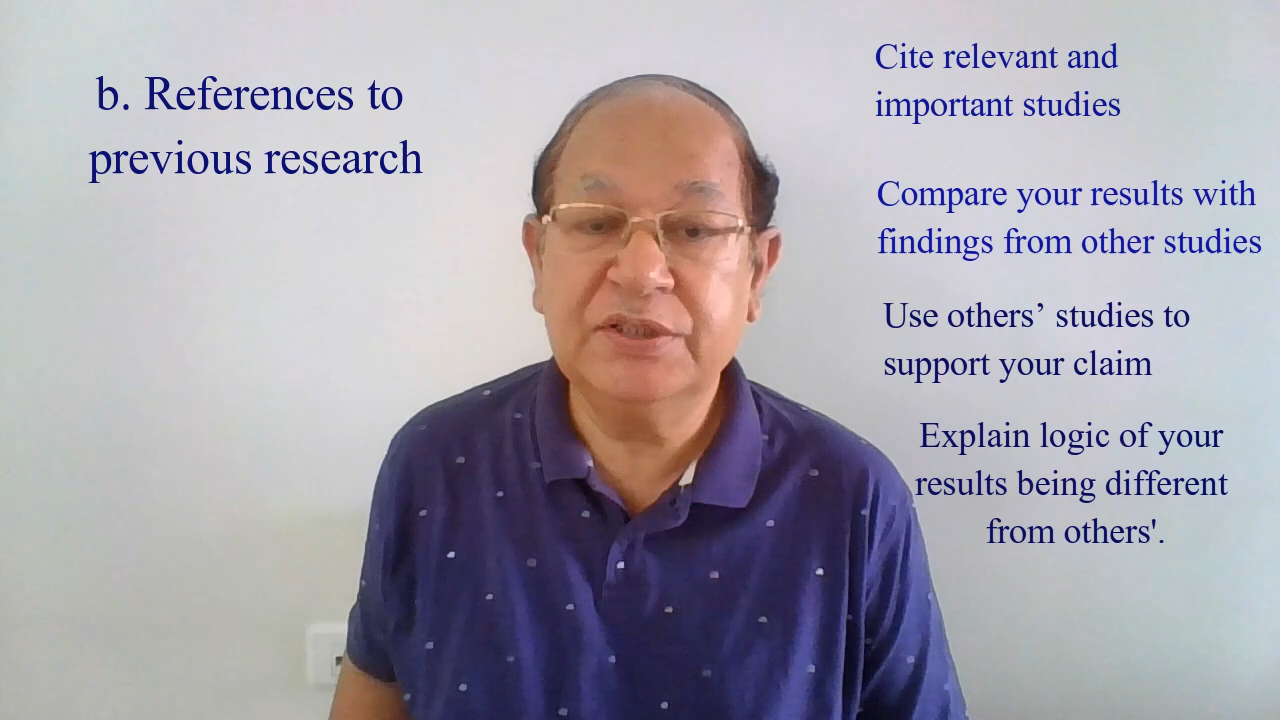 b. References to
previous research
Cite relevant and
important studies
Compare your results with
findings from other studies
Use others’ studies to
support your claim
Explain logic of your
results being different
from others'.